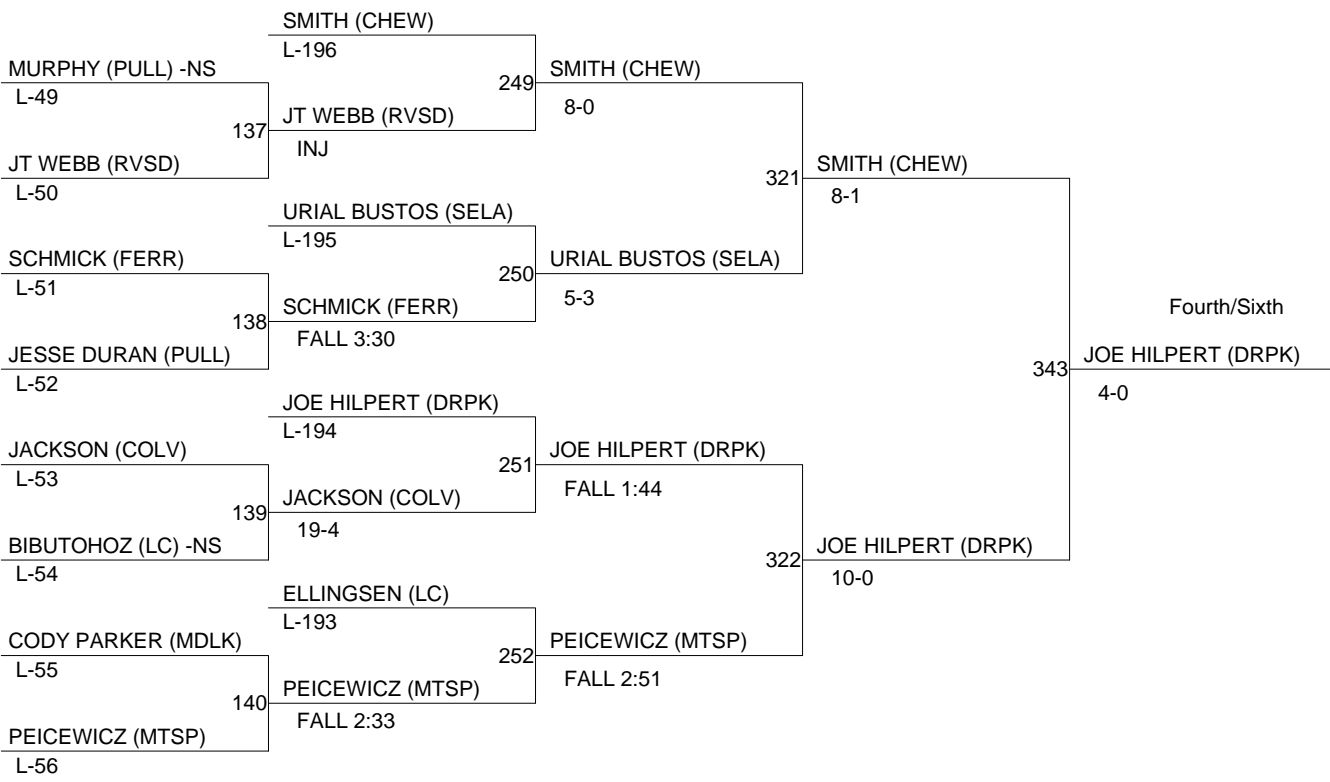 SMITH (CHEW)
L-196
MURPHY (PULL) -NS
249
SMITH (CHEW)
L-49
8-0
137
JT WEBB (RVSD)
INJ
JT WEBB (RVSD)
321
SMITH (CHEW)
L-50
8-1
URIAL BUSTOS (SELA)
L-195
SCHMICK (FERR)
250
URIAL BUSTOS (SELA)
L-51
5-3
138
SCHMICK (FERR)
Fourth/Sixth
FALL 3:30
JESSE DURAN (PULL)
343
JOE HILPERT (DRPK)
L-52
4-0
JOE HILPERT (DRPK)
L-194
JACKSON (COLV)
251
JOE HILPERT (DRPK)
L-53
FALL 1:44
139
JACKSON (COLV)
19-4
BIBUTOHOZ (LC) -NS
322
JOE HILPERT (DRPK)
L-54
10-0
ELLINGSEN (LC)
L-193
CODY PARKER (MDLK)
252
PEICEWICZ (MTSP)
L-55
FALL 2:51
140
PEICEWICZ (MTSP)
FALL 2:33
PEICEWICZ (MTSP)
L-56